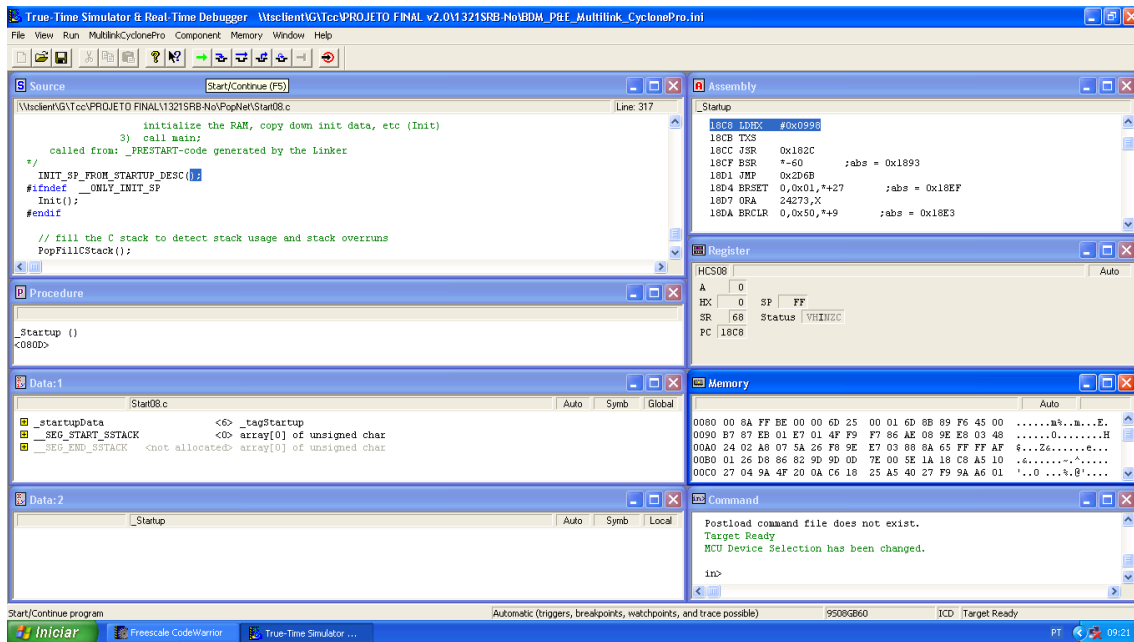 True-Time Simulator & Real-Time Debugger \\tsclient\G\Tcc\PROJETO FINAL v2.0\1321SRB-No\BDM_P&E_Multilink_CyclonePro.ini
File View Run MultilinkCyclonePro Component Memory Window Help
Source
Start/Continue (F5)
\\tsclient\G\Tcc\PROJETO FINAL\1321SRB-No\PopNet\Start08.c
Line: 317
initialize the RAM, copy down init data, etc (Init)
3) call main;
called from: _PRESTART-code generated by the Linker
*/
INIT_SP_FROM_STARTUP_DESC();
#ifndef __ONLY_INIT_SP
Init();
#endif
// fill the C stack to detect stack usage and stack overruns
PopFillCStack();
Procedure
_Startup ()
<080D>
Data:1
Start08.c
Auto Symb Global
_startupData <6> _tagStartup
__SEG_START_SSTACK <0> array[0] of unsigned char
__SEG_END_SSTACK <not allocated> array[0] of unsigned char
Data:2
_Startup
Auto Symb Local
Assembly
_Startup
18C8 LDHX #0x0998
18CB TXS
18CC JSR 0x182C
18CF BSR *-60 ;abs = 0x1893
18D1 JMP 0x2D6B
18D4 BRSET 0,0x01,*+27 ;abs = 0x18EF
18D7 ORA 24273,X
18DA BRCLR 0,0x50,*+9 ;abs = 0x18E3
Register
HCS08
Auto
A 0
HX 0 SP FF
SR 68 Status VHINZC
PC 18C8
Memory
Auto
0080 00 8A FF BE 00 00 6D 25 00 01 6D 8B 89 F6 45 00 ......m%..m...E.
0090 B7 87 EB 01 E7 01 4F F9 F7 86 AE 08 9E E8 03 48 ......O........H
00A0 24 02 A8 07 5A 26 F8 9E E7 03 88 8A 65 FF FF AF $...Z&......e...
00B0 01 26 D8 86 82 9D 9D 0D 7E 00 5E 1A 18 C8 A5 10 .&......~.^.....
00C0 27 04 9A 4F 20 0A C6 18 25 A5 40 27 F9 9A A6 01 '..O ...%.@'....
Command
Postload command file does not exist.
Target Ready
MCU Device Selection has been changed.
in>
Start/Continue program
Automatic (triggers, breakpoints, watchpoints, and trace possible)
9508GB60
ICD
Target Ready
Iniciar
Freescale CodeWarrior
True-Time Simulator ...
PT
09:21